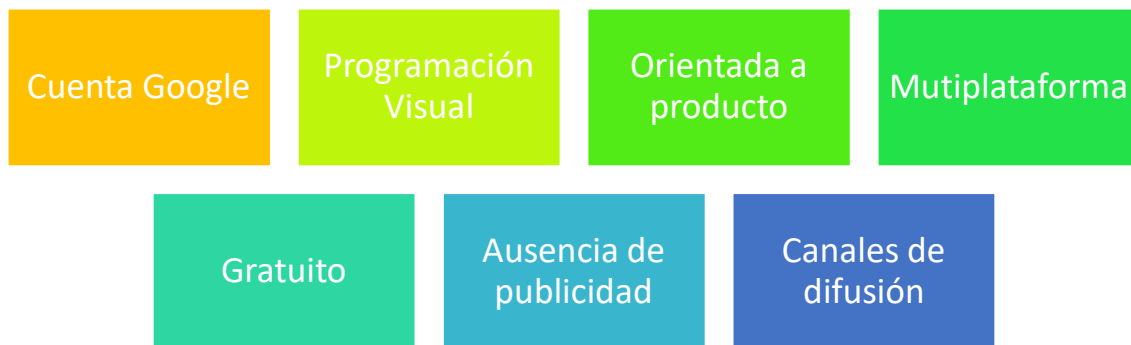 Cuenta Google
Programación
Visual
Orientada a
producto
Mutiplataforma
Gratuito
Ausencia de
publicidad
Canales de
difusión